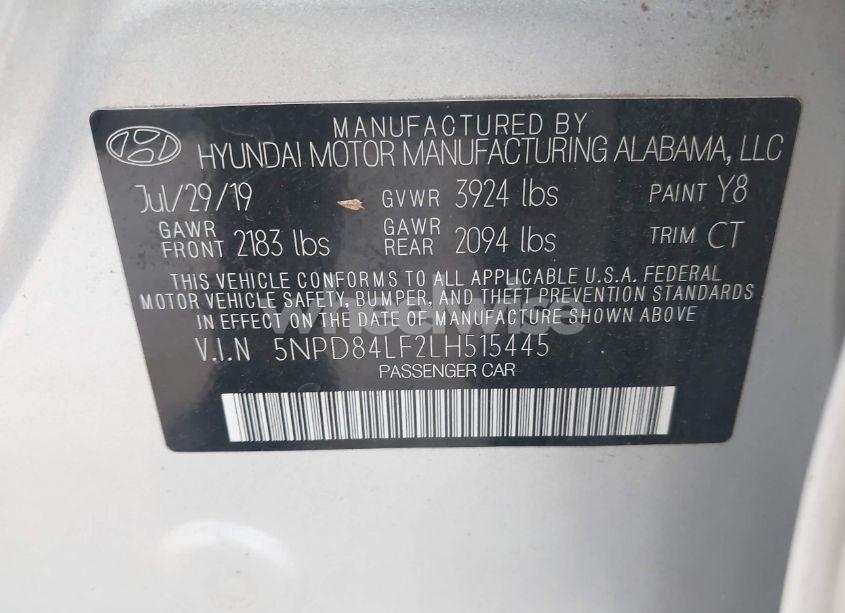 MANUFACTURED BY
HYUNDAI MOTOR MANUFACTURING ALABAMA, LLC
Jul/29/19 GVWR 3924 lbs PAINT Y8
GAWR FRONT 2183 lbs GAWR REAR 2094 lbs TRIM CT
THIS VEHICLE CONFORMS TO ALL APPLICABLE U.S.A. FEDERAL
MOTOR VEHICLE SAFETY, BUMPER, AND THEFT PREVENTION STANDARDS
IN EFFECT ON THE DATE OF MANUFACTURE SHOWN ABOVE.
wheelwise
V.I.N 5NPD84LF2LH515445
PASSENGER CAR